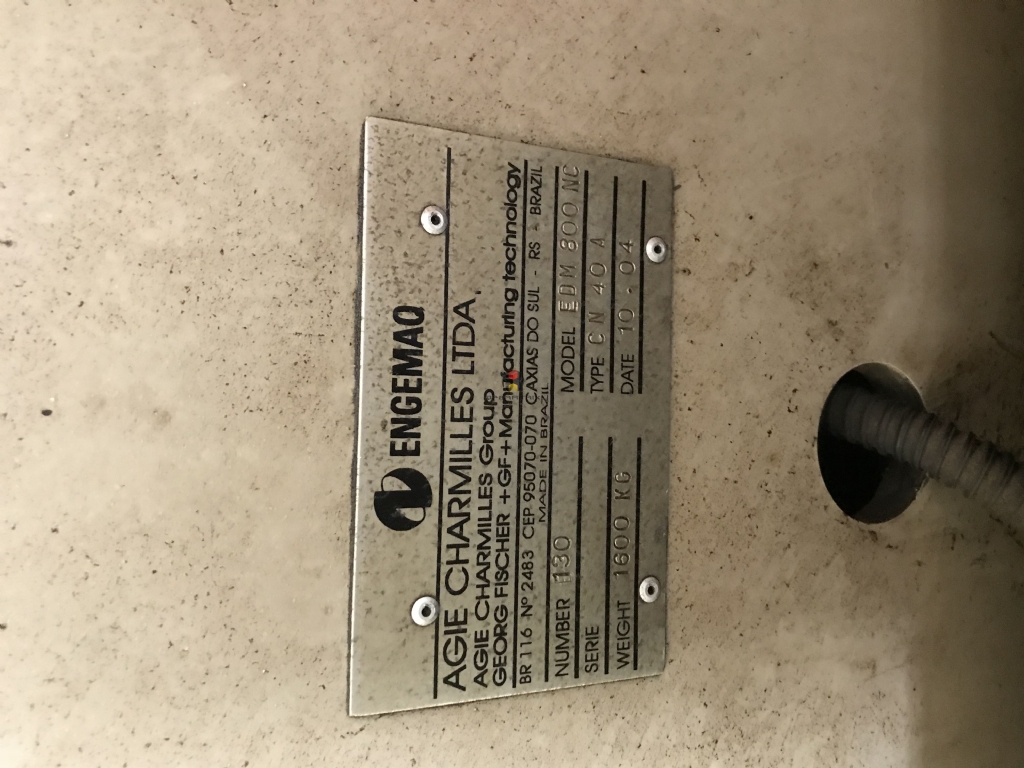 ENGEMAQ
AGIE CHARMILLES LTDA.
AGIE CHARMILLES Group
GEORG FISCHER +GF+Manufacturing technology
BR 116 Nº 2483 CEP 95070-070 CAXIAS DO SUL - RS - BRAZIL
MADE IN BRAZIL
NUMBER 130 MODEL EDM 800 NC
SERIE TYPE CN 40 A
WEIGHT 1600 KG DATE 10.04